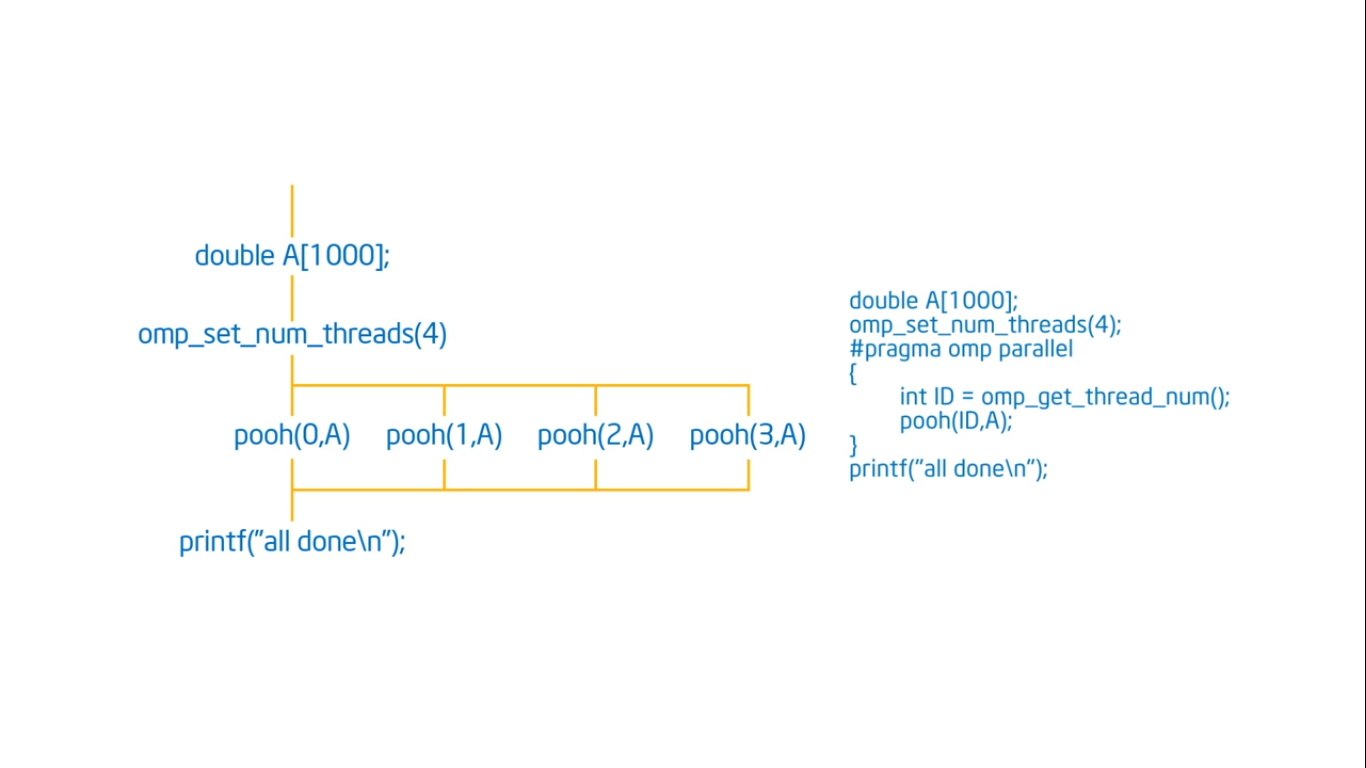 double A[1000];
omp_set_num_threads(4)
pooh(0,A) pooh(1,A) pooh(2,A) pooh(3,A)
printf(”all done\n”);
double A[1000];
omp_set_num_threads(4);
#pragma omp parallel
{
int ID = omp_get_thread_num();
pooh(ID,A);
}
printf(”all done\n”);